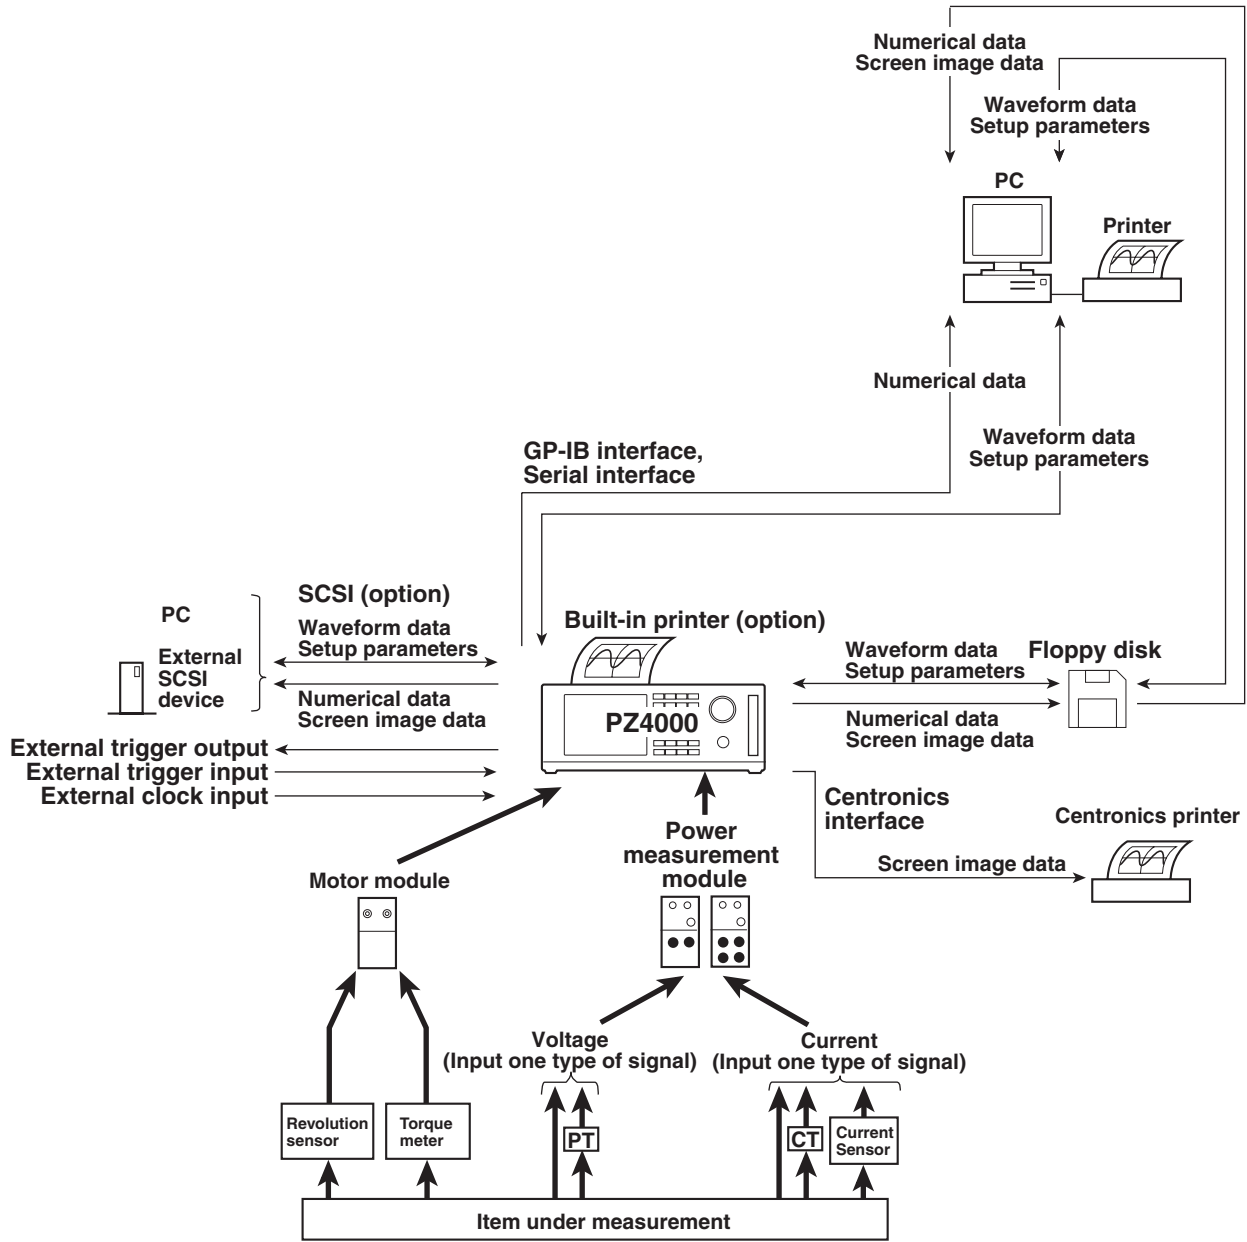 Numerical data
Screen image data
Waveform data
Setup parameters
PC
Printer
Numerical data
Waveform data
Setup parameters
GP-IB interface,
Serial interface
SCSI (option)
PC
Waveform data
Setup parameters
External
SCSI
device
Numerical data
Screen image data
External trigger output
External trigger input
External clock input
Built-in printer (option)
PZ4000
Waveform data
Setup parameters
Floppy disk
Numerical data
Screen image data
Centronics
interface
Centronics printer
Screen image data
Power
measurement
module
Motor module
Voltage
(Input one type of signal)
Current
(Input one type of signal)
Revolution
sensor
Torque
meter
PT
CT
Current
Sensor
Item under measurement